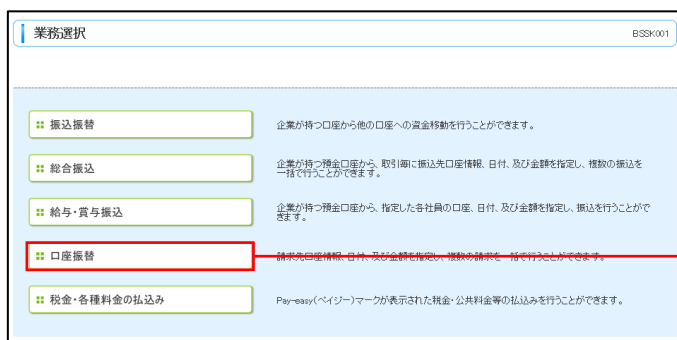 業務選択
BSSK001
振込振替
企業が持つ口座から他の口座への資金移動を行うことができます。
総合振込
企業が持つ預金口座から、取引毎に振込先口座情報、日付、及び金額を指定し、複数の振込を
一括で行うことができます。
給与・賞与振込
企業が持つ預金口座から、指定した各社員の口座、日付、及び金額を指定し、振込を行うことがで
きます。
口座振替
請求先口座情報、日付、及び金額を指定し、複数の請求を一括で行うことができます。
税金・各種料金の払込み
Pay-easy(ペイジー)マークが表示された税金・公共料金等の払込みを行うことができます。